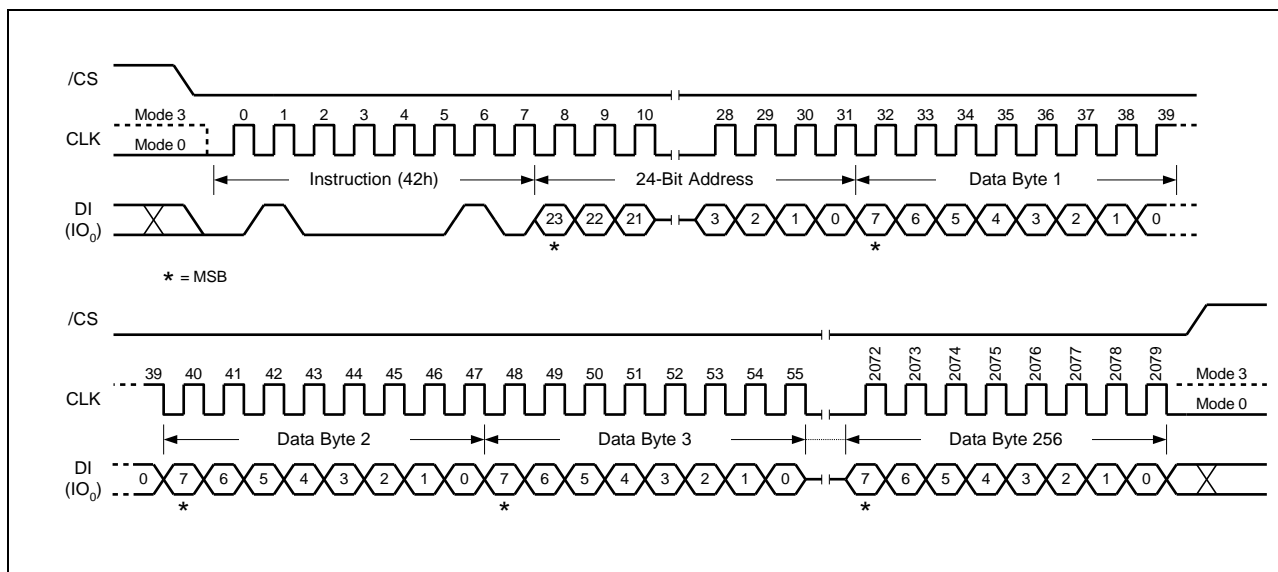 /CS
Mode 3 0 1 2 3 4 5 6 7 8 9 10 28 29 30 31 32 33 34 35 36 37 38 39
CLK
Mode 0
Instruction (42h) 24-Bit Address Data Byte 1
DI
(IO0) 23 22 21 3 2 1 0 7 6 5 4 3 2 1 0
* *
* = MSB
/CS
39 40 41 42 43 44 45 46 47 48 49 50 51 52 53 54 55 2072 2073 2074 2075 2076 2077 2078 2079 Mode 3
CLK
Mode 0
Data Byte 2 Data Byte 3 Data Byte 256
DI
(IO0) 0 7 6 5 4 3 2 1 0 7 6 5 4 3 2 1 0 7 6 5 4 3 2 1 0
* * *